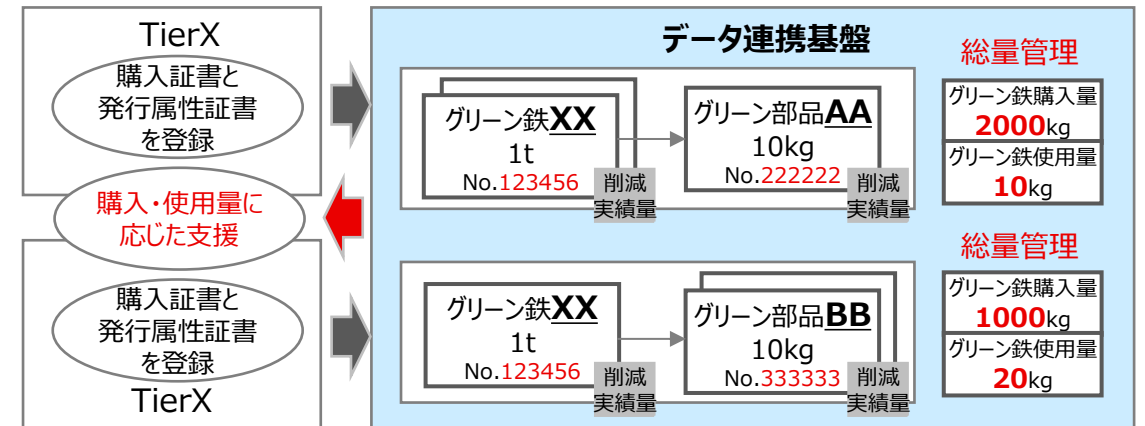 TierX
購入証書と
発行属性証書
を登録
購入・使用量に
応じた支援
購入証書と
発行属性証書
を登録
TierX
データ連携基盤
グリーン鉄XX
1t
No.123456
削減
実績量
グリーン部品AA
10kg
No.222222
削減
実績量
総量管理
グリーン鉄購入量
2000kg
グリーン鉄使用量
10kg
グリーン鉄XX
1t
No.123456
削減
実績量
グリーン部品BB
10kg
No.333333
削減
実績量
総量管理
グリーン鉄購入量
1000kg
グリーン鉄使用量
20kg